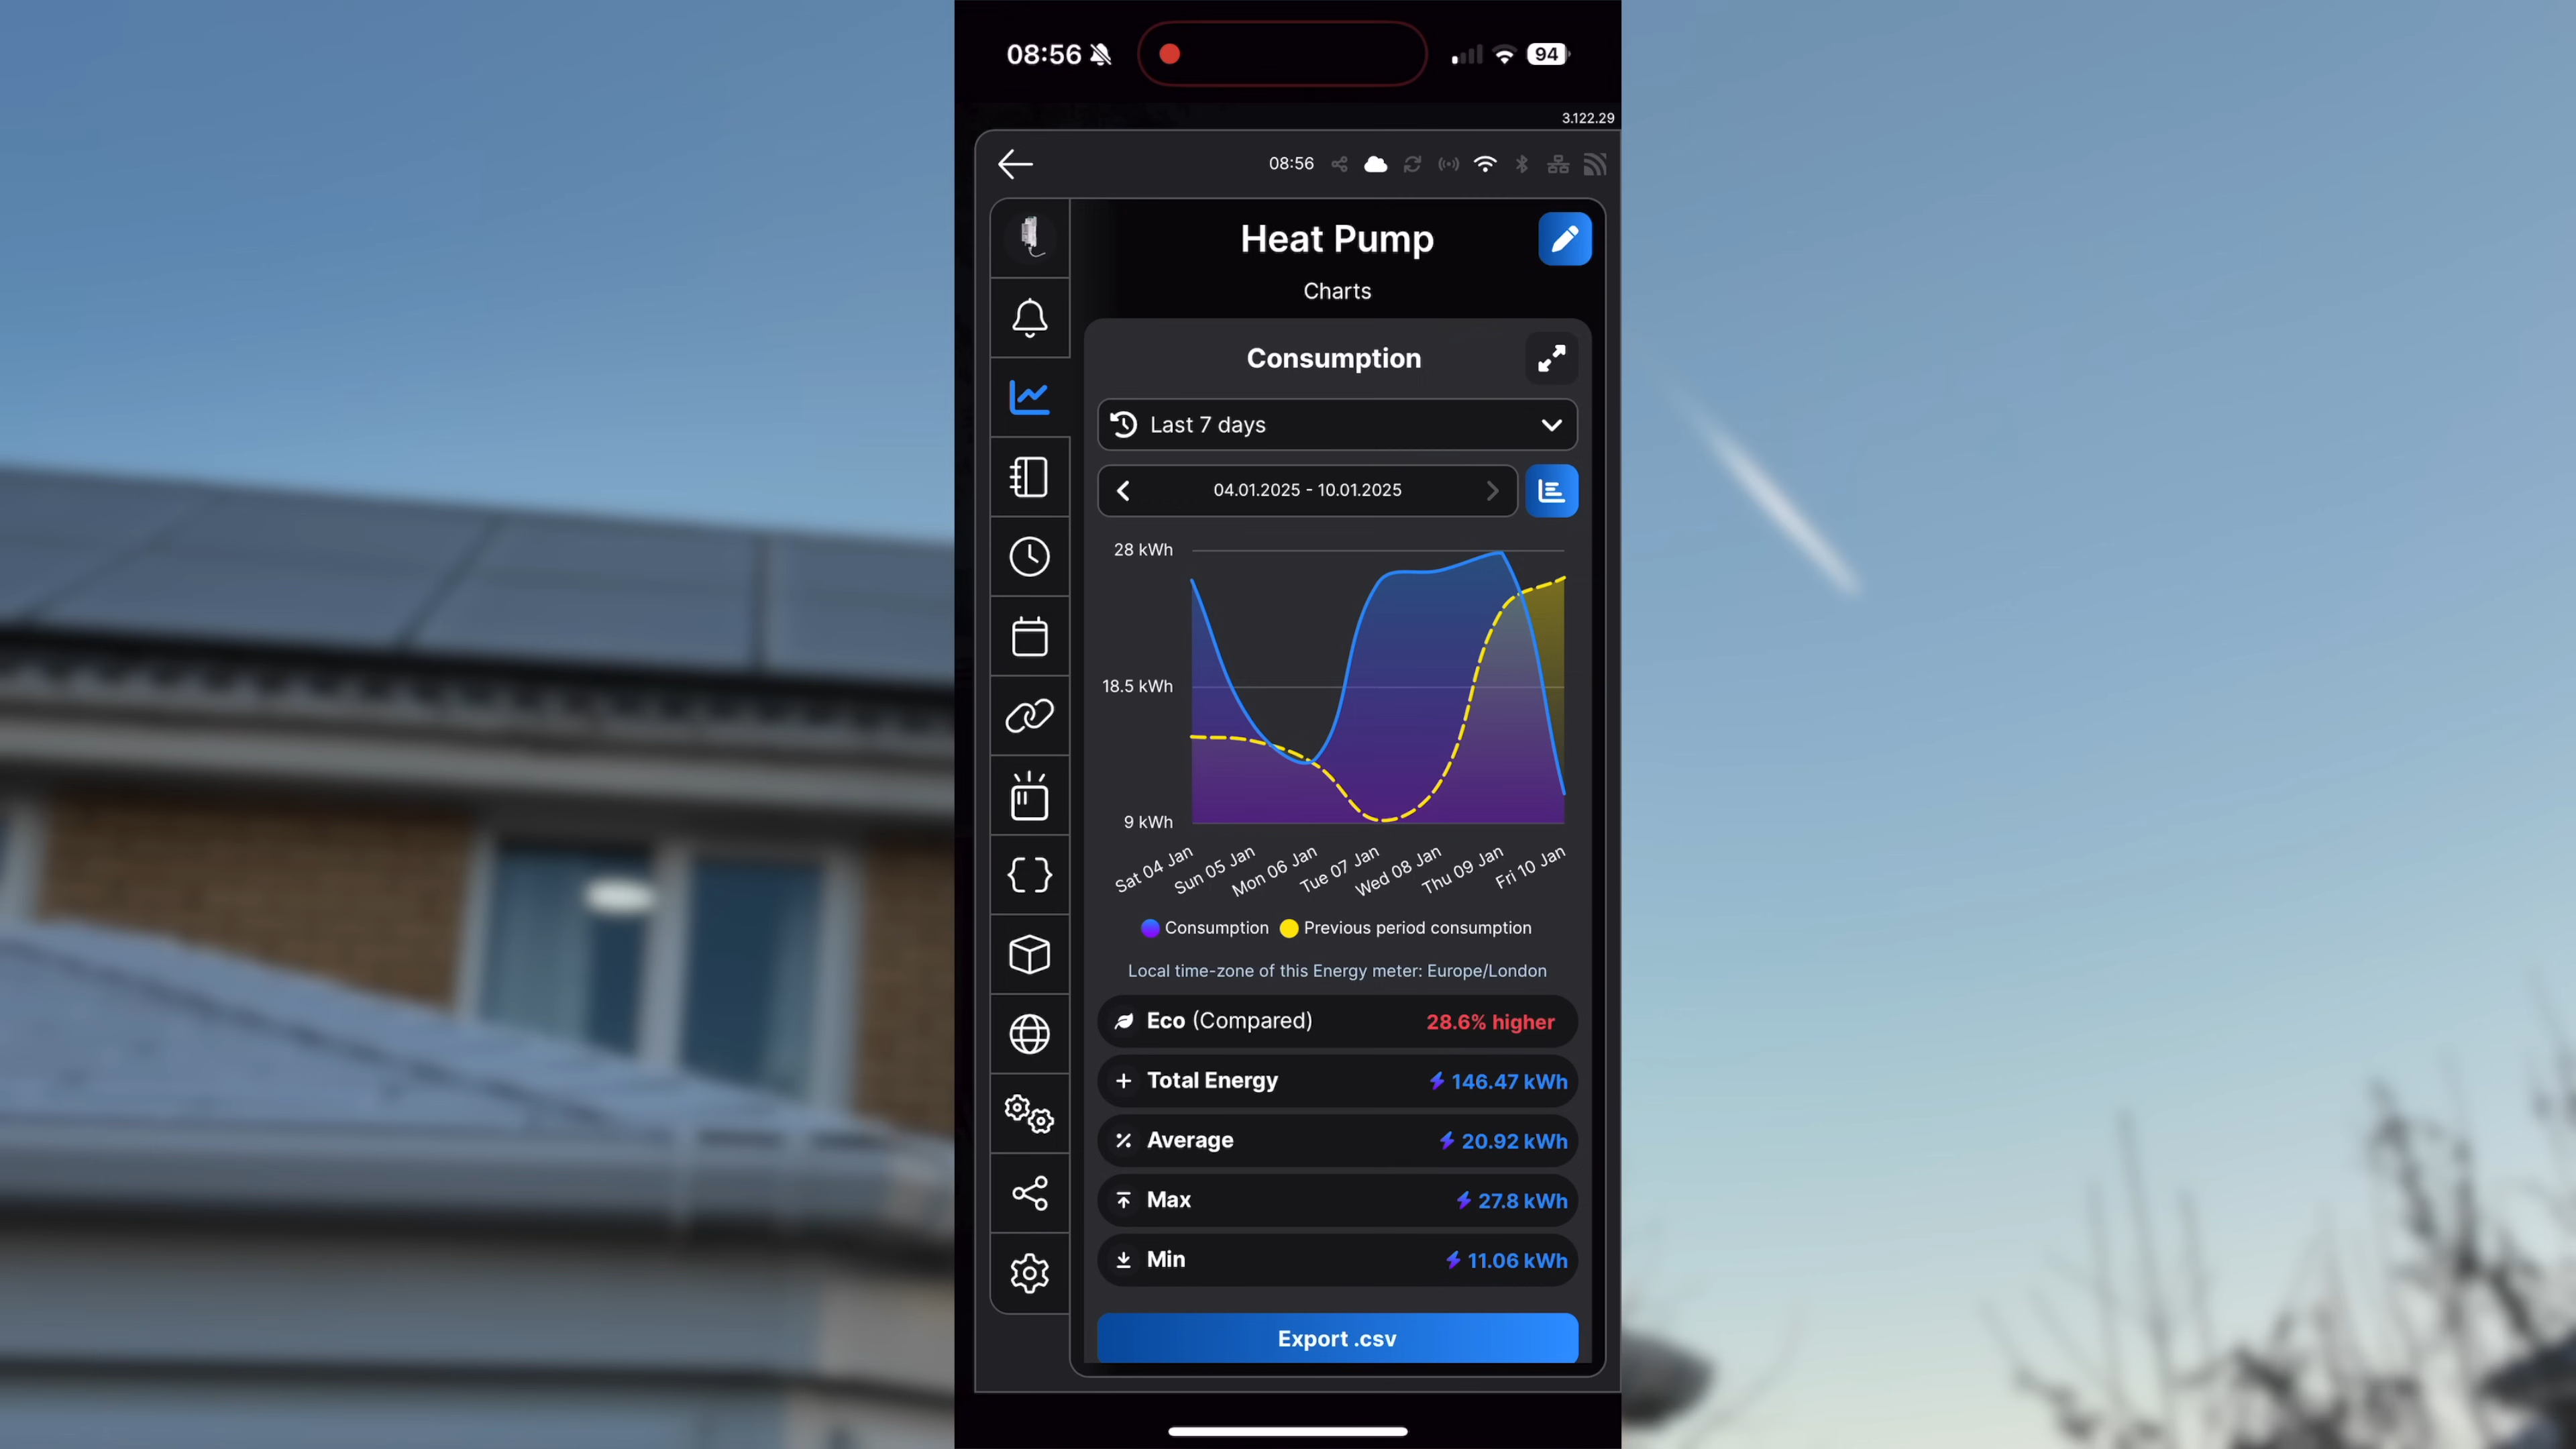 08:56
94
3.122.29
08:56
Heat Pump
Charts
Consumption
Last 7 days
04.01.2025 - 10.01.2025
28 kWh
18.5 kWh
9 kWh
Sat 04 Jan
Sun 05 Jan
Mon 06 Jan
Tue 07 Jan
Wed 08 Jan
Thu 09 Jan
Fri 10 Jan
Consumption Previous period consumption
Local time-zone of this Energy meter: Europe/London
Eco (Compared) 28.6% higher
Total Energy 146.47 kWh
Average 20.92 kWh
Max 27.8 kWh
Min 11.06 kWh
Export .csv